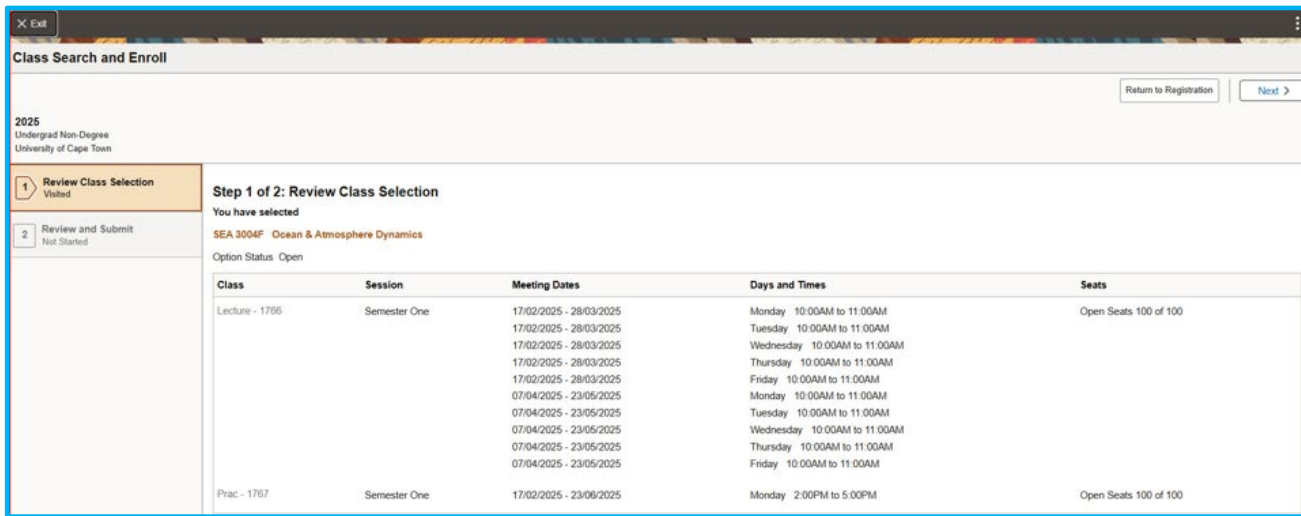 X Exit
Class Search and Enroll
Return to Registration
Next >
2025
Undergrad Non-Degree
University of Cape Town
1 Review Class Selection
Visited
2 Review and Submit
Not Started
Step 1 of 2: Review Class Selection
You have selected
SEA 3004F Ocean & Atmosphere Dynamics
Option Status Open
Class Session Meeting Dates Days and Times Seats
Lecture - 1766 Semester One 17/02/2025 - 28/03/2025 Monday 10:00AM to 11:00AM Open Seats 100 of 100
17/02/2025 - 28/03/2025 Tuesday 10:00AM to 11:00AM
17/02/2025 - 28/03/2025 Wednesday 10:00AM to 11:00AM
17/02/2025 - 28/03/2025 Thursday 10:00AM to 11:00AM
17/02/2025 - 28/03/2025 Friday 10:00AM to 11:00AM
07/04/2025 - 23/05/2025 Monday 10:00AM to 11:00AM
07/04/2025 - 23/05/2025 Tuesday 10:00AM to 11:00AM
07/04/2025 - 23/05/2025 Wednesday 10:00AM to 11:00AM
07/04/2025 - 23/05/2025 Thursday 10:00AM to 11:00AM
07/04/2025 - 23/05/2025 Friday 10:00AM to 11:00AM
Prac - 1767 Semester One 17/02/2025 - 23/06/2025 Monday 2:00PM to 5:00PM Open Seats 100 of 100